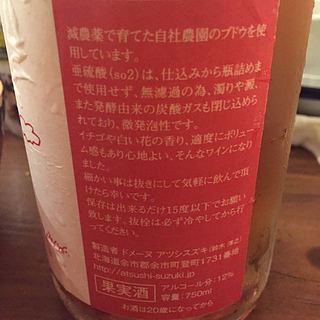 減農薬で育てた自社農園のブドウを使
用しています。
亜硫酸(so2)は、仕込みから瓶詰めま
で使用せず、無濾過の為、濁りや澱、
また発酵由来の炭酸ガスも閉じ込め
られており、微発泡性です。
イチゴや白い花の香り、適度にボリュー
ム感もあり心地よい、そんなワインになり
ました。
細かい事は抜きにして気軽に飲んで頂
けたら幸いです。
保存は出来るだけ15度以下でお願い
致します。抜栓は必ず冷やしてから行
ってください。
製造者 ドメーヌ アツシスズキ(鈴木 淳之)
北海道余市郡余市町登町1731番地
http://atsushi-suzuki.jp
果実酒
アルコール分:12%
容量:750ml
お酒は20歳になってから